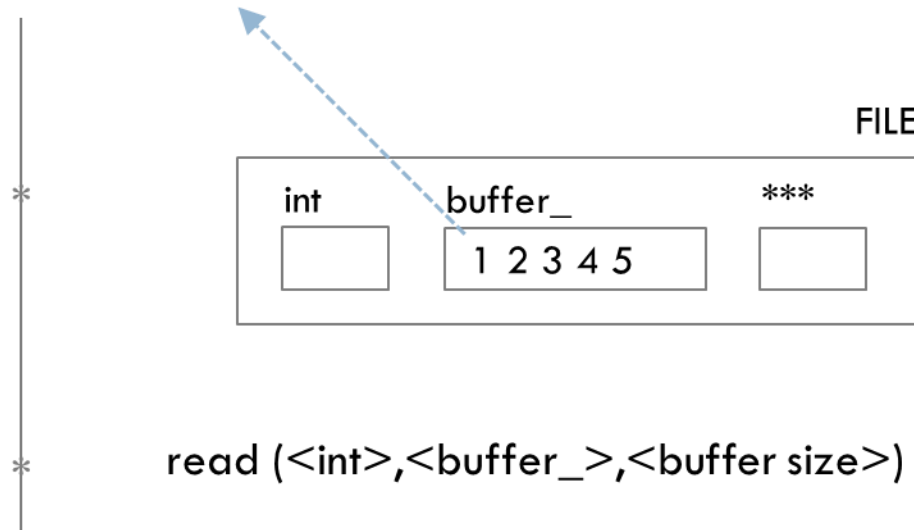 FILE
int buffer_ ***
1 2 3 4 5
read (<int>,<buffer_>,<buffer size>)
*
*